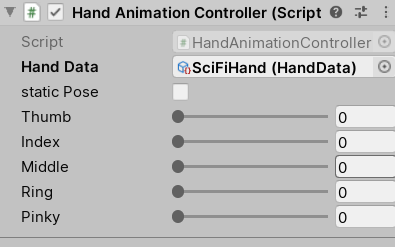 Hand Animation Controller (Script
Script HandAnimationController
Hand Data SciFiHand (HandData)
static Pose
Thumb 0
Index 0
Middle 0
Ring 0
Pinky 0